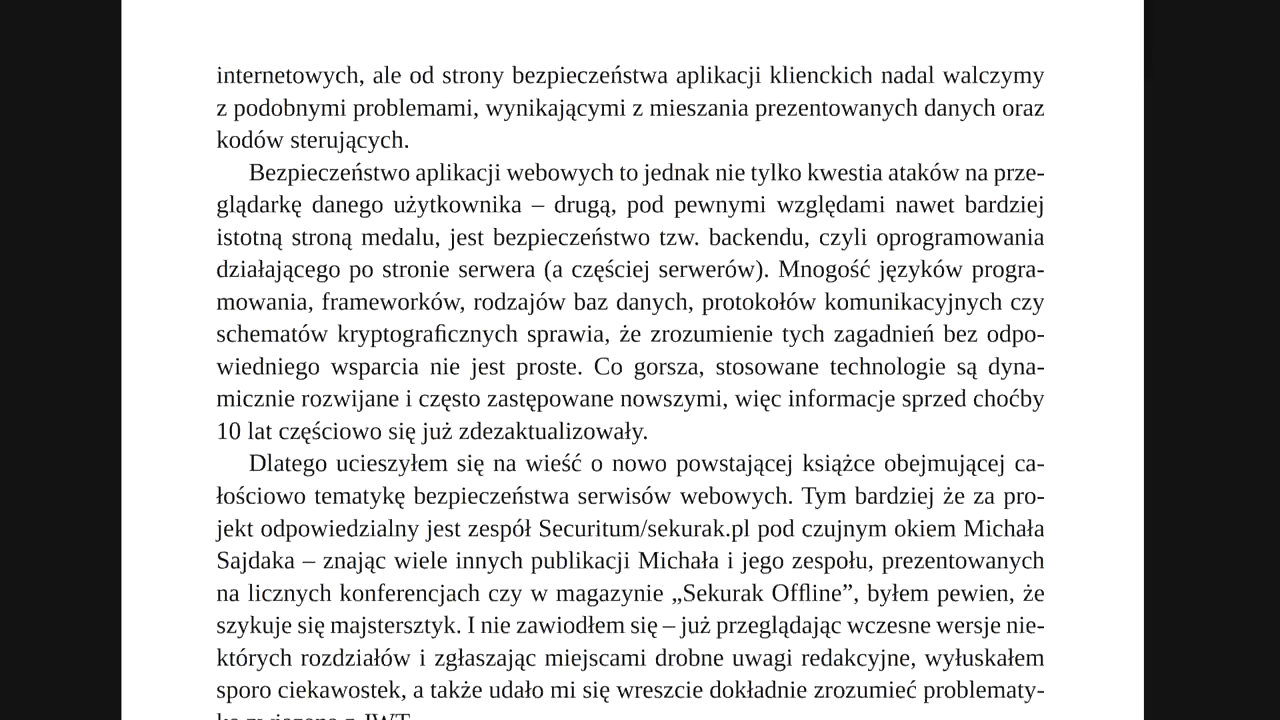 internetowych, ale od strony bezpieczeństwa aplikacji klienckich nadal walczymy
z podobnymi problemami, wynikającymi z mieszania prezentowanych danych oraz
kodów sterujących.
Bezpieczeństwo aplikacji webowych to jednak nie tylko kwestia ataków na prze-
glądarkę danego użytkownika – drugą, pod pewnymi względami nawet bardziej
istotną stroną medalu, jest bezpieczeństwo tzw. backendu, czyli oprogramowania
działającego po stronie serwera (a częściej serwerów). Mnogość języków progra-
mowania, frameworków, rodzajów baz danych, protokołów komunikacyjnych czy
schematów kryptograficznych sprawia, że zrozumienie tych zagadnień bez odpo-
wiedniego wsparcia nie jest proste. Co gorsza, stosowane technologie są dyna-
micznie rozwijane i często zastępowane nowszymi, więc informacje sprzed choćby
10 lat częściowo się już zdezaktualizowały.
Dlatego ucieszyłem się na wieść o nowo powstającej książce obejmującej ca-
łościowo tematykę bezpieczeństwa serwisów webowych. Tym bardziej że za pro-
jekt odpowiedzialny jest zespół Securitum/sekurak.pl pod czujnym okiem Michała
Sajdaka – znając wiele innych publikacji Michała i jego zespołu, prezentowanych
na licznych konferencjach czy w magazynie „Sekurak Offline”, byłem pewien, że
szykuje się majstersztyk. I nie zawiodłem się – już przeglądając wczesne wersje nie-
których rozdziałów i zgłaszając miejscami drobne uwagi redakcyjne, wyłuskałem
sporo ciekawostek, a także udało mi się wreszcie dokładnie zrozumieć problematy-
z JWT